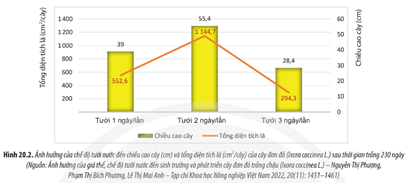 1 400
1 200
1 000
800
600
400
200
0
Tổng diện tích lá (cm²/cây)
39
552,6
55,4
1 144,7
28,4
294,3
60
50
40
30
20
10
0
Chiều cao cây (cm)
Tưới 1 ngày/lần
Tưới 2 ngày/lần
Tưới 3 ngày/lần
Chiều cao cây
Tổng diện tích lá
Hình 20.2. Ảnh hưởng của chế độ tưới nước đến chiều cao (cm) và tổng diện tích lá (cm²/cây) của cây đơn đỏ (Ixora coccinea L.) sau thời gian trồng 230 ngày
(Nguồn: Ảnh hưởng của giá thể, chế độ tưới nước đến sinh trưởng và phát triển cây đơn đỏ trồng chậu (Ixora coccinea L.) – Nguyễn Thị Phượng,
Phạm Thị Bích Phương, Lê Thị Mai Anh – Tạp chí Khoa học Nông nghiệp Việt Nam 2022, 20(11): 1451–1461)